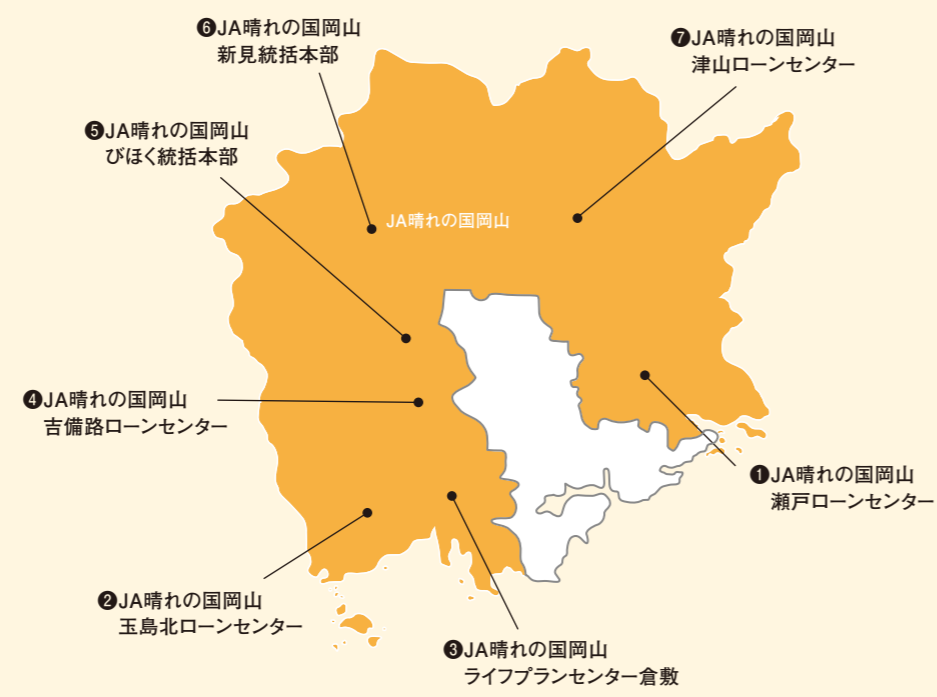 ❻JA晴れの国岡山
新見統括本部
❼JA晴れの国岡山
津山ローンセンター
❺JA晴れの国岡山
びほく統括本部
JA晴れの国岡山
❹JA晴れの国岡山
吉備路ローンセンター
❶JA晴れの国岡山
瀬戸ローンセンター
❷JA晴れの国岡山
玉島北ローンセンター
❸JA晴れの国岡山
ライフプランセンター倉敷